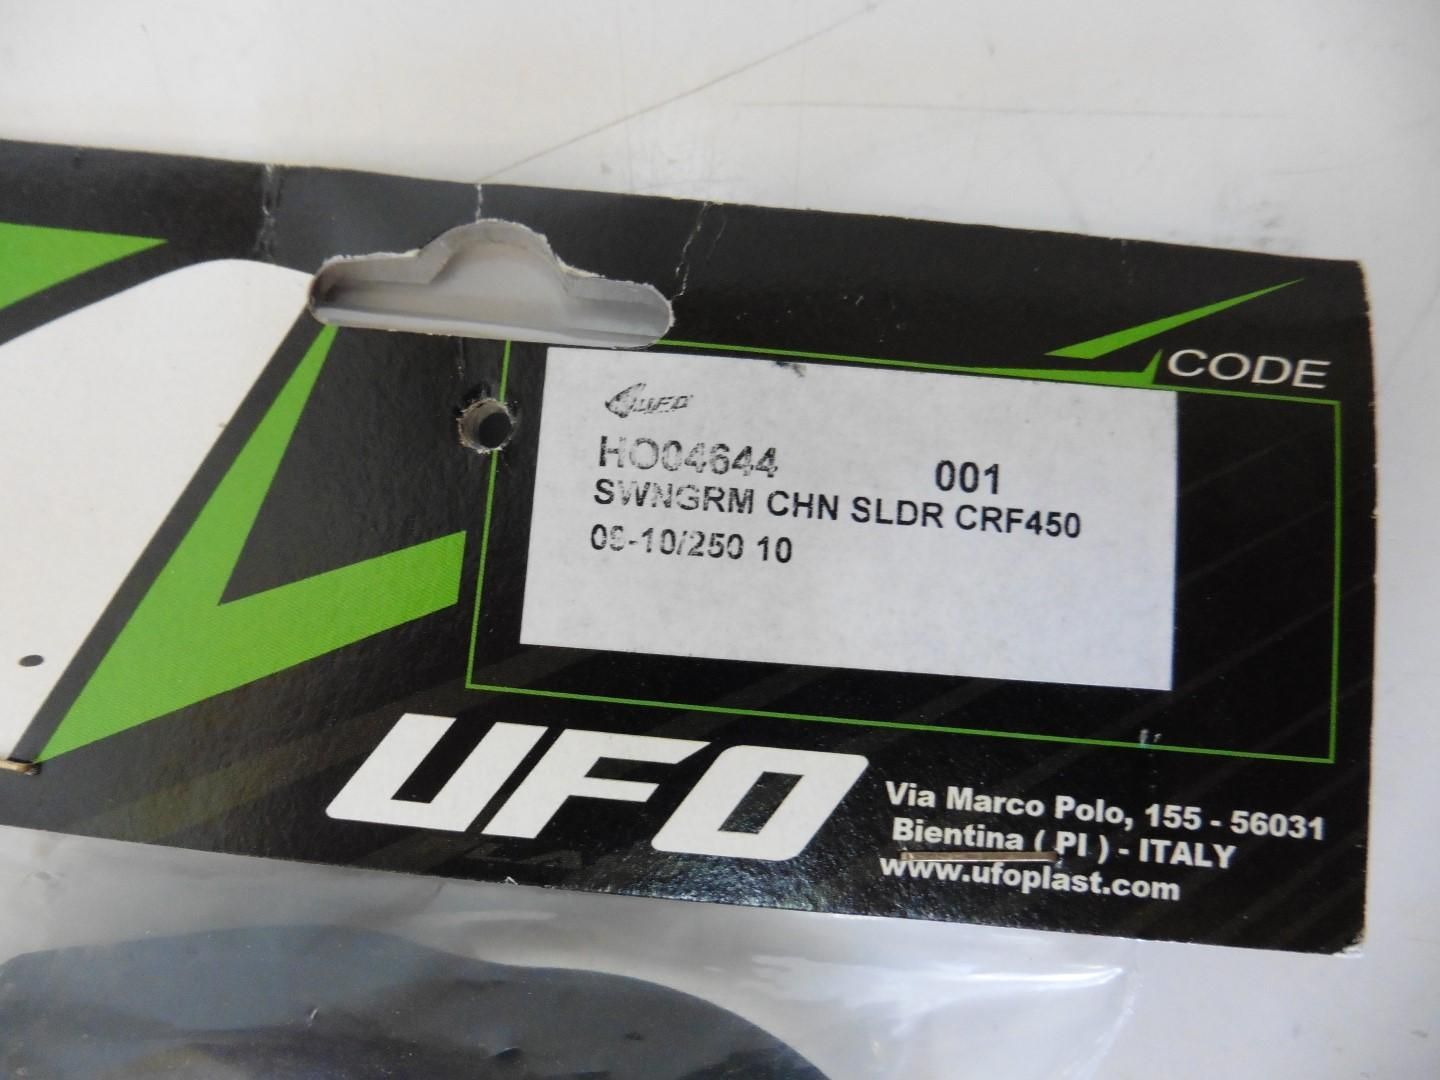 CODE
UFO
HO04644 001
SWNGRM CHN SLDR CRF450
09-10/250 10
UFO
Via Marco Polo, 155 - 56031
Bientina ( PI ) - ITALY
www.ufoplast.com